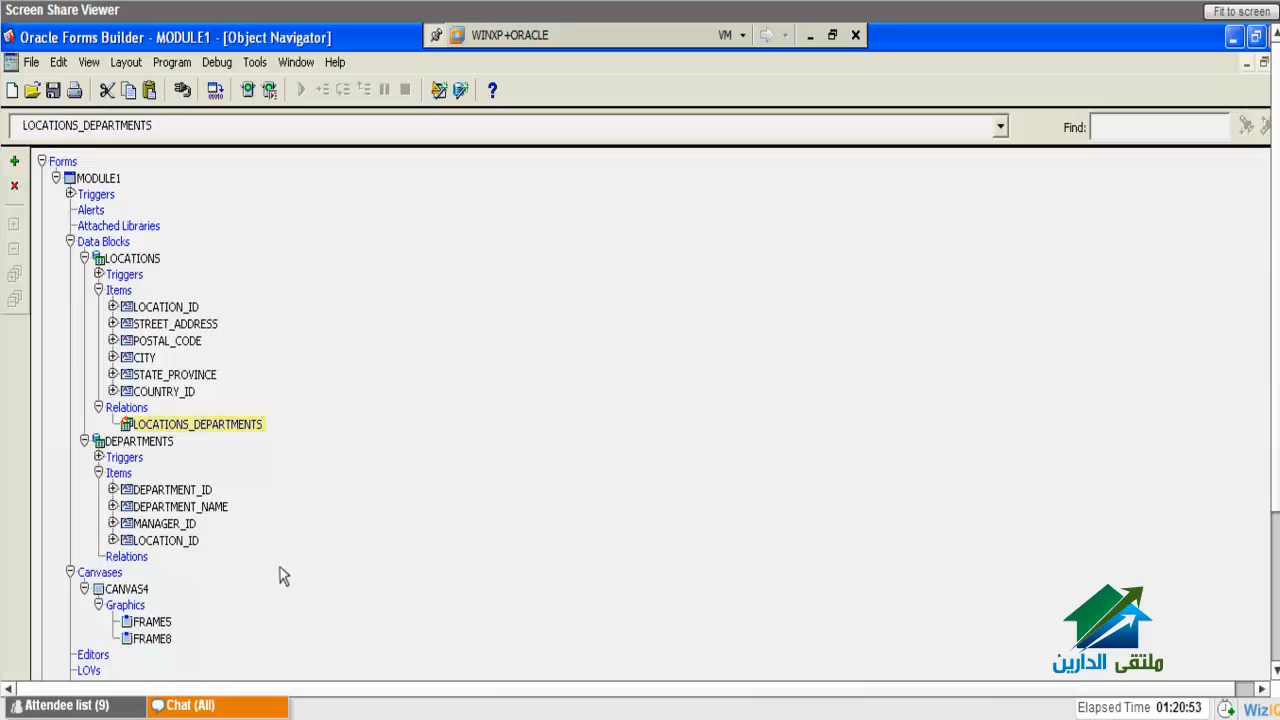 Screen Share Viewer
Fit to screen
Oracle Forms Builder - MODULE1 - [Object Navigator]
WINXP+ORACLE
VM
File Edit View Layout Program Debug Tools Window Help
LOCATIONS_DEPARTMENTS
Find:
Forms
MODULE1
Triggers
Alerts
Attached Libraries
Data Blocks
LOCATIONS
Triggers
Items
LOCATION_ID
STREET_ADDRESS
POSTAL_CODE
CITY
STATE_PROVINCE
COUNTRY_ID
Relations
LOCATIONS_DEPARTMENTS
DEPARTMENTS
Triggers
Items
DEPARTMENT_ID
DEPARTMENT_NAME
MANAGER_ID
LOCATION_ID
Relations
Canvases
CANVAS4
Graphics
FRAME5
FRAME8
Editors
LOVs
ملتقى الدارين
Attendee list (9)
Chat (All)
Elapsed Time 01:20:53
WizIQ